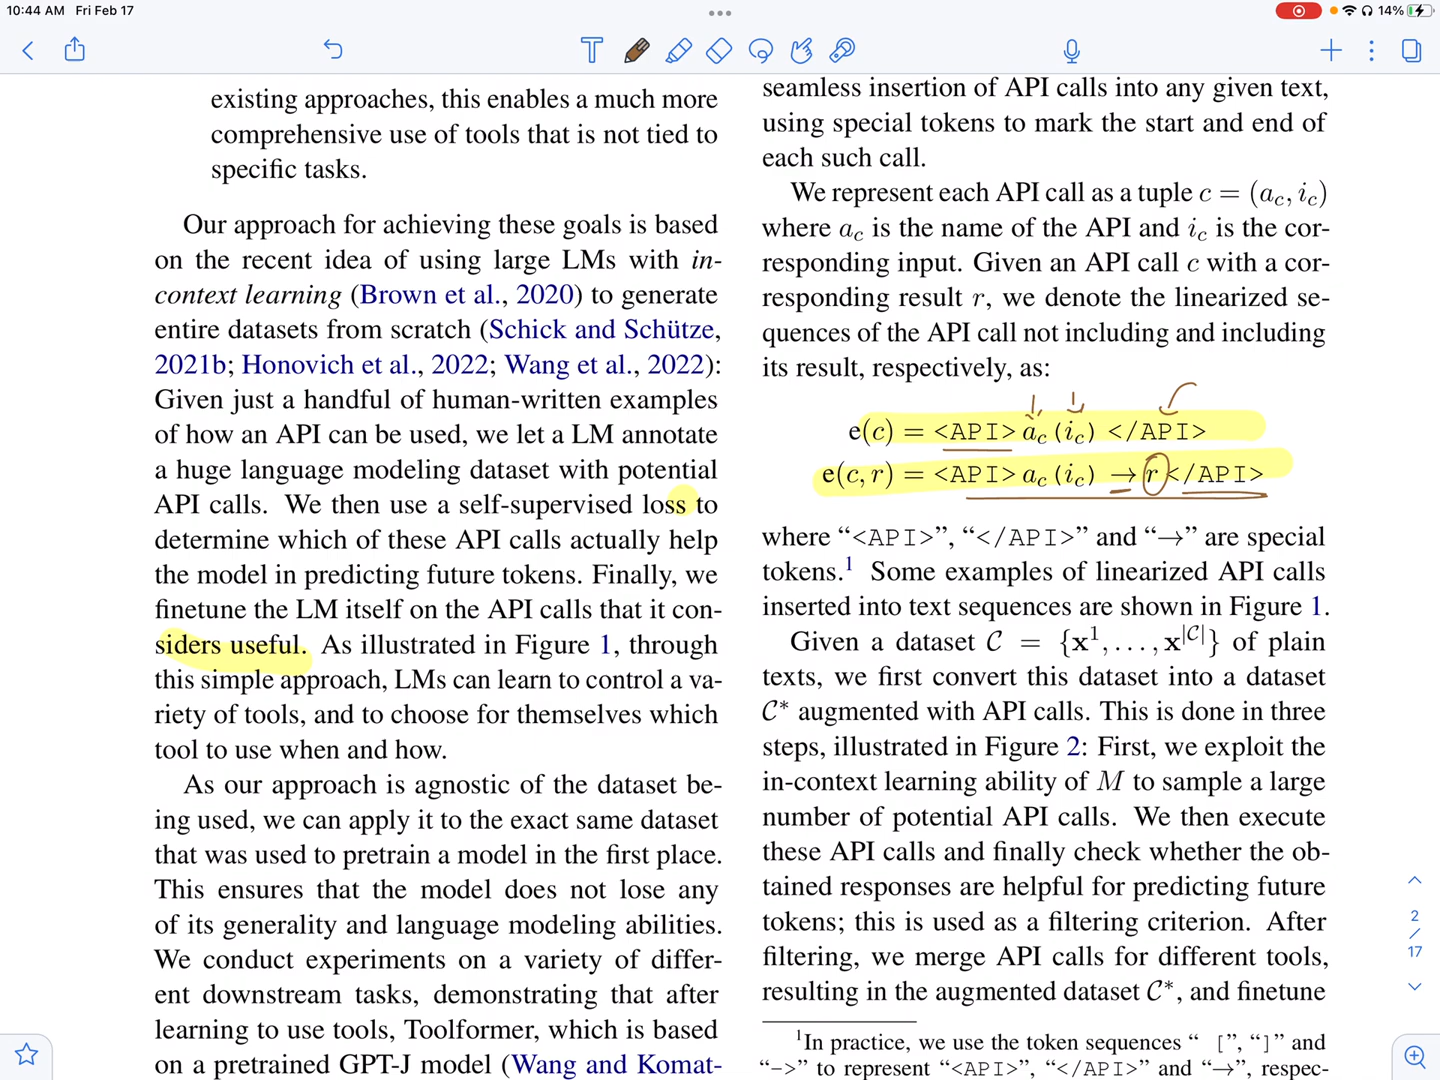 10:44 AM Fri Feb 17
14%
existing approaches, this enables a much more
comprehensive use of tools that is not tied to
specific tasks.
Our approach for achieving these goals is based
on the recent idea of using large LMs with in-
context learning (Brown et al., 2020) to generate
entire datasets from scratch (Schick and Schütze,
2021b; Honovich et al., 2022; Wang et al., 2022):
Given just a handful of human-written examples
of how an API can be used, we let a LM annotate
a huge language modeling dataset with potential
API calls. We then use a self-supervised loss to
determine which of these API calls actually help
the model in predicting future tokens. Finally, we
finetune the LM itself on the API calls that it con-
siders useful. As illustrated in Figure 1, through
this simple approach, LMs can learn to control a va-
riety of tools, and to choose for themselves which
tool to use when and how.
As our approach is agnostic of the dataset be-
ing used, we can apply it to the exact same dataset
that was used to pretrain a model in the first place.
This ensures that the model does not lose any
of its generality and language modeling abilities.
We conduct experiments on a variety of differ-
ent downstream tasks, demonstrating that after
learning to use tools, Toolformer, which is based
on a pretrained GPT-J model (Wang and Komat-
seamless insertion of API calls into any given text,
using special tokens to mark the start and end of
each such call.
We represent each API call as a tuple c = (a_c, i_c)
where a_c is the name of the API and i_c is the cor-
responding input. Given an API call c with a cor-
responding result r, we denote the linearized se-
quences of the API call not including and including
its result, respectively, as:
e(c) = <API> a_c (i_c) </API>
e(c, r) = <API> a_c (i_c) → r </API>
where “<API>”, “</API>” and “→” are special
tokens.¹ Some examples of linearized API calls
inserted into text sequences are shown in Figure 1.
Given a dataset 𝒞 = {x¹, . . . , x^|𝒞|} of plain
texts, we first convert this dataset into a dataset
𝒞* augmented with API calls. This is done in three
steps, illustrated in Figure 2: First, we exploit the
in-context learning ability of M to sample a large
number of potential API calls. We then execute
these API calls and finally check whether the ob-
tained responses are helpful for predicting future
tokens; this is used as a filtering criterion. After
filtering, we merge API calls for different tools,
resulting in the augmented dataset 𝒞*, and finetune
¹In practice, we use the token sequences “ [”, “]” and
“->” to represent “<API>”, “</API>” and “→”, respec-
2
/
17